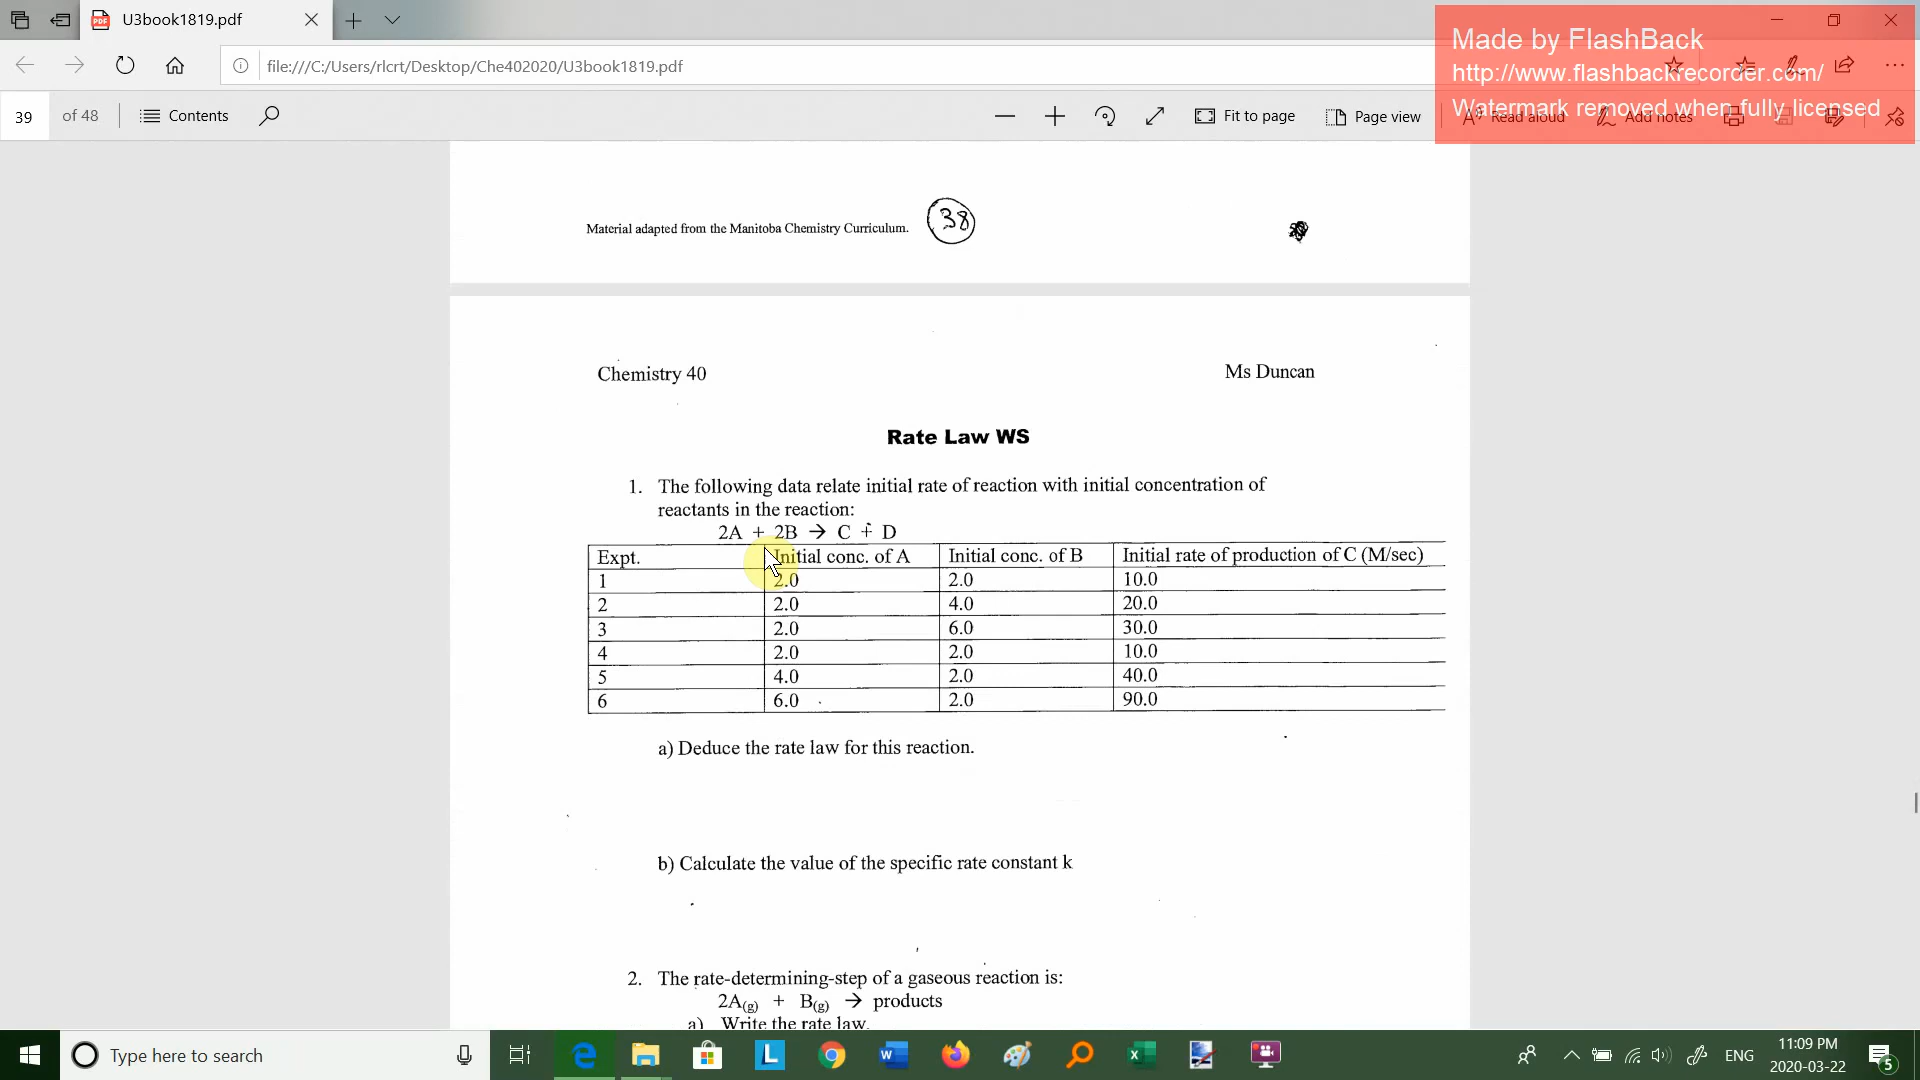 U3book1819.pdf
Made by FlashBack
file:///C:/Users/rlcrt/Desktop/Che402020/U3book1819.pdf
http://www.flashbackrecorder.com/
39 of 48 Contents Fit to page Page view Read aloud Add notes
Watermark removed when fully licensed
Material adapted from the Manitoba Chemistry Curriculum. 38
Chemistry 40 Ms Duncan
Rate Law WS
1. The following data relate initial rate of reaction with initial concentration of
reactants in the reaction:
2A + 2B → C + D
Expt. Initial conc. of A Initial conc. of B Initial rate of production of C (M/sec)
1 2.0 2.0 10.0
2 2.0 4.0 20.0
3 2.0 6.0 30.0
4 2.0 2.0 10.0
5 4.0 2.0 40.0
6 6.0 2.0 90.0
a) Deduce the rate law for this reaction.
b) Calculate the value of the specific rate constant k
2. The rate-determining-step of a gaseous reaction is:
2A(g) + B(g) → products
a) Write the rate law.
Type here to search
ENG
11:09 PM
2020-03-22
5